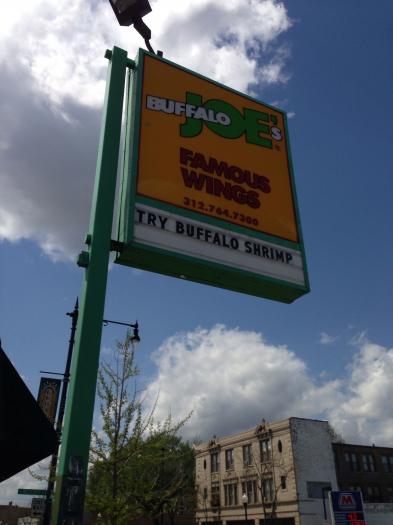 BUFFALO JOE's
FAMOUS
WINGS
312.764.7300
TRY BUFFALO SHRIMP
M